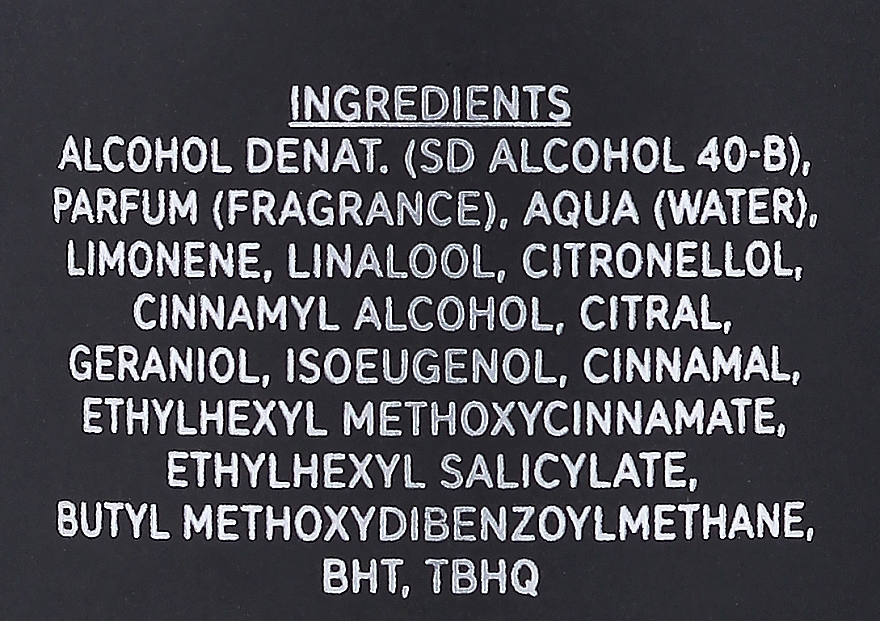 INGREDIENTS
ALCOHOL DENAT. (SD ALCOHOL 40-B),
PARFUM (FRAGRANCE), AQUA (WATER),
LIMONENE, LINALOOL, CITRONELLOL,
CINNAMYL ALCOHOL, CITRAL,
GERANIOL, ISOEUGENOL, CINNAMAL,
ETHYLHEXYL METHOXYCINNAMATE,
ETHYLHEXYL SALICYLATE,
BUTYL METHOXYDIBENZOYLMETHANE,
BHT, TBHQ